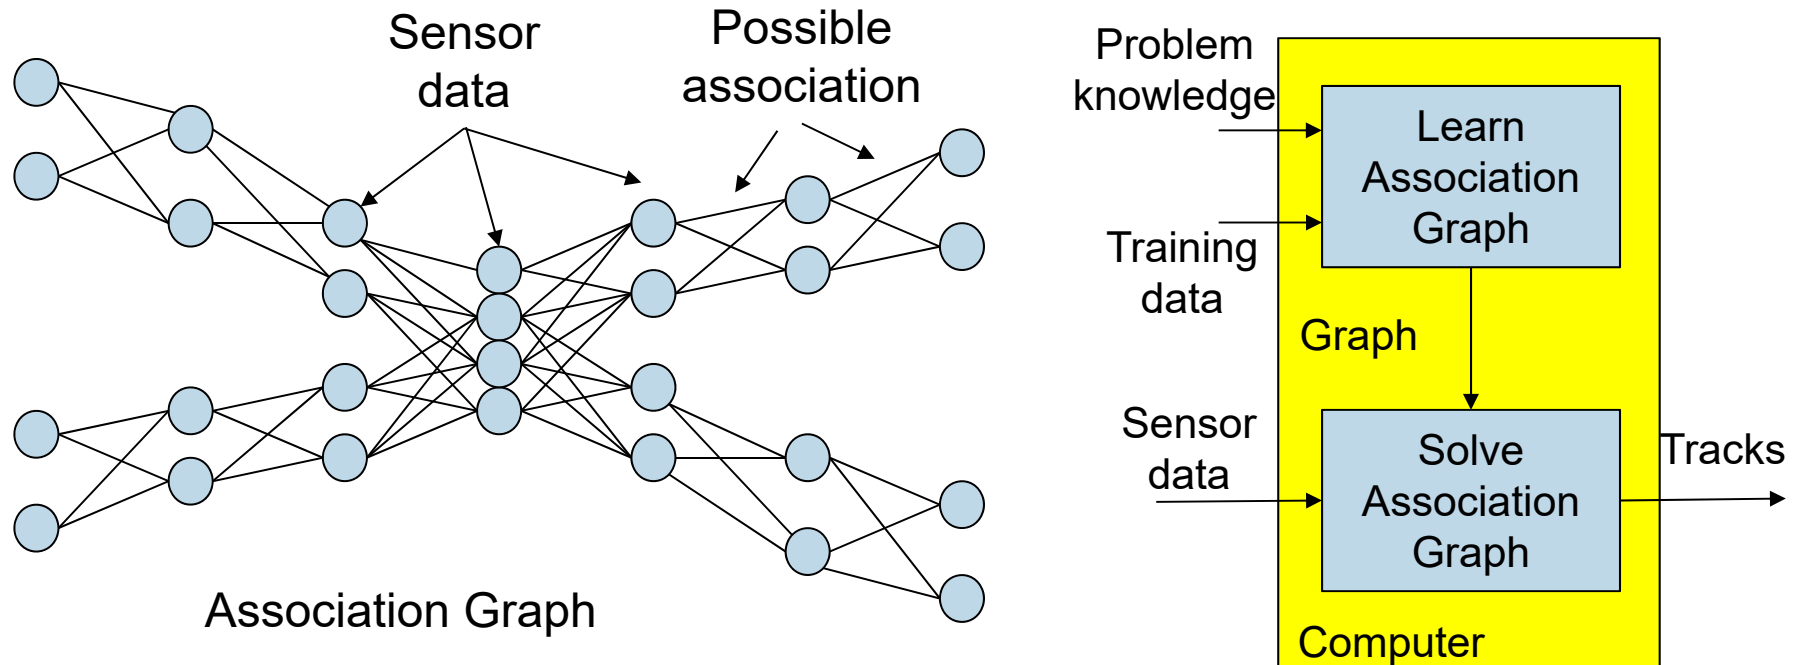 Sensor
data
Possible
association
Association Graph
Problem
knowledge
Learn
Association
Graph
Training
data
Graph
Sensor
data
Solve
Association
Graph
Tracks
Computer